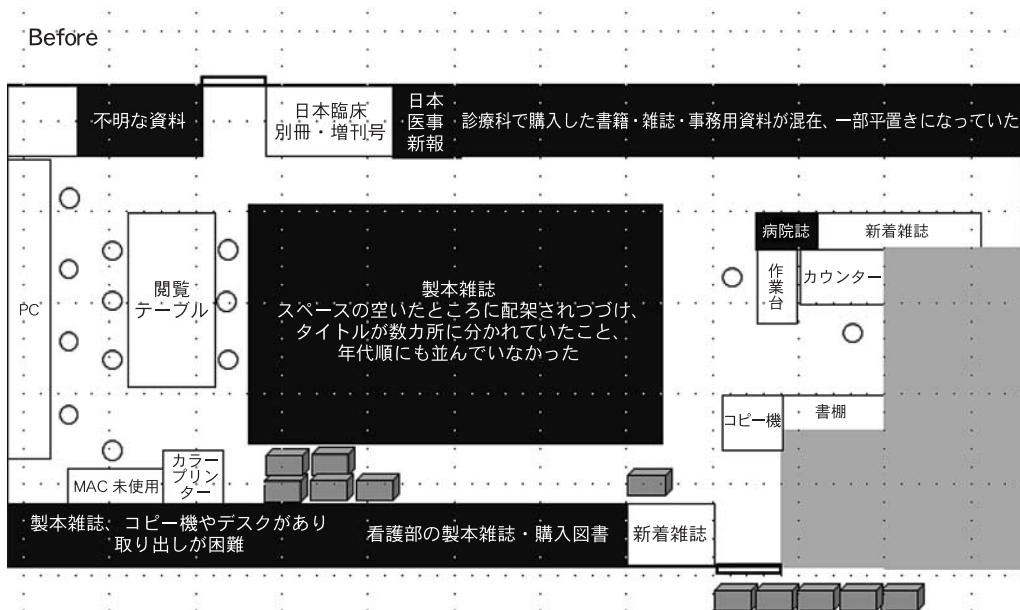 Before
不明な資料
日本臨床
別冊・増刊号
日本
医事
新報
診療科で購入した書籍・雑誌・事務用資料が混在、一部平置きになっていた
病院誌
新着雑誌
PC
閲覧
テーブル
製本雑誌
スペースの空いたところに配架されつづけ、
タイトルが数カ所に分かれていたこと、
年代順にも並んでいなかった
作
業
台
カウンター
コピー機
書棚
MAC 未使用
カラー
プリン
ター
製本雑誌、コピー機やデスクがあり
取り出しが困難
看護部の製本雑誌・購入図書
新着雑誌